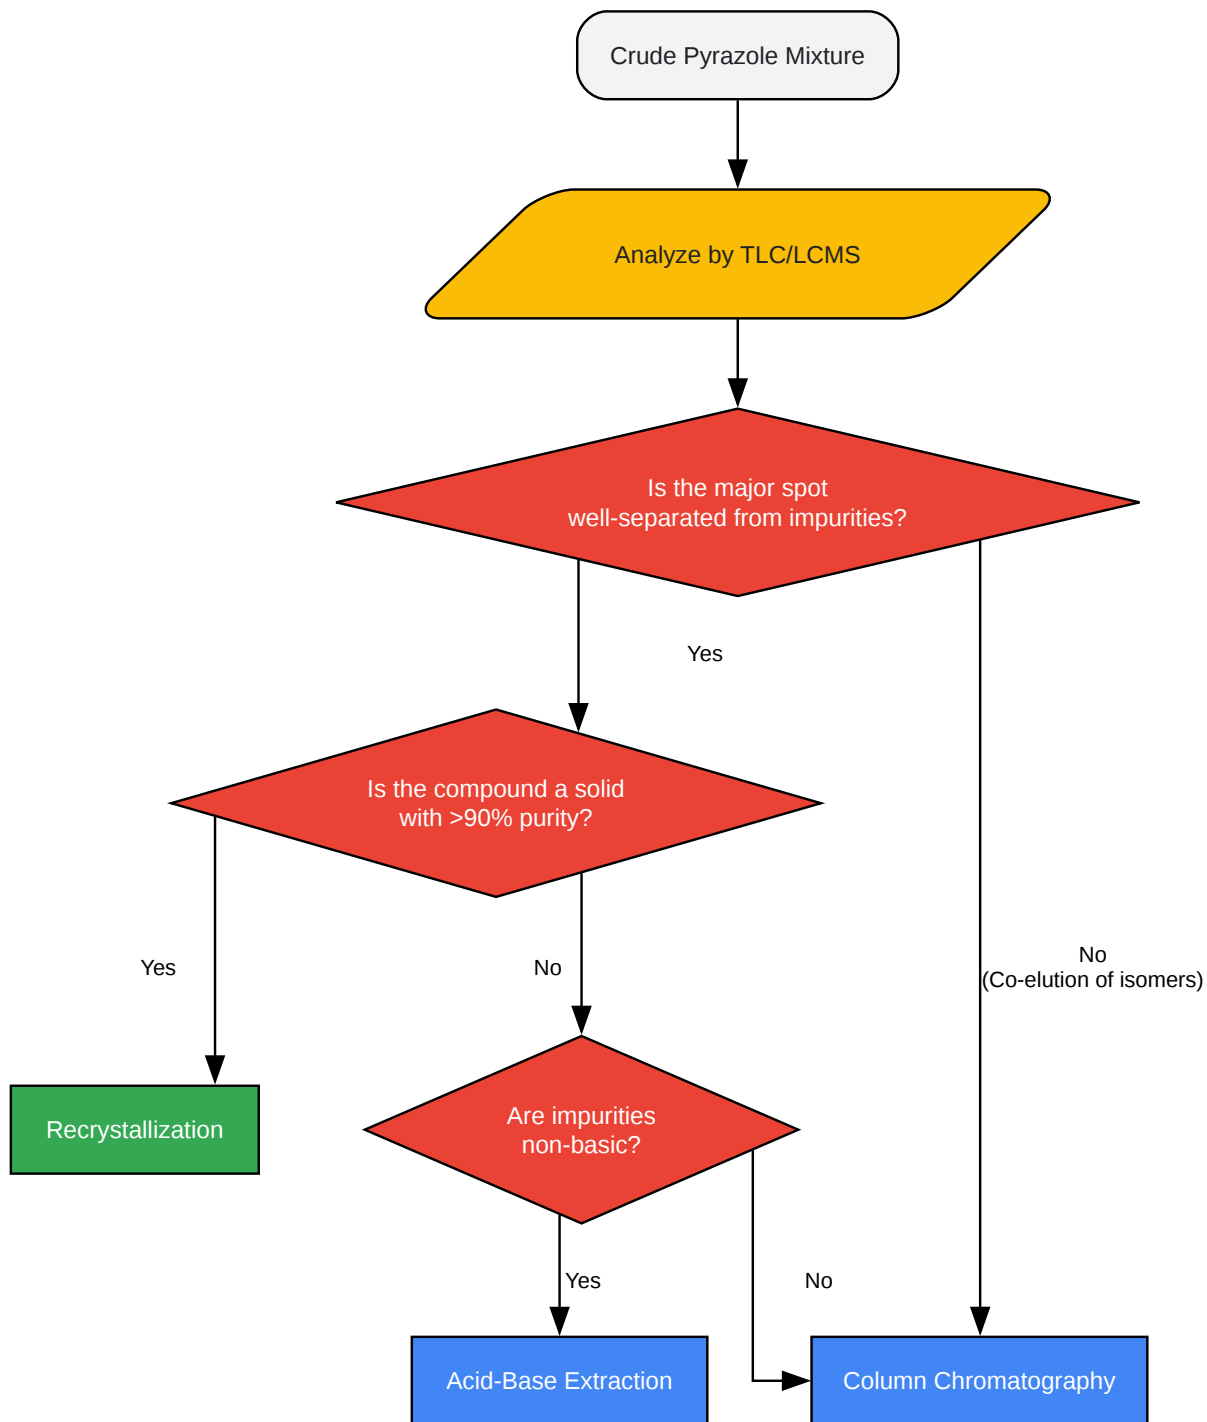 Crude Pyrazole Mixture
Analyze by TLC/LCMS
Is the major spot
well-separated from impurities?
Yes
Is the compound a solid
with >90% purity?
Yes
No
No
(Co-elution of isomers)
Recrystallization
Are impurities
non-basic?
Yes
No
Acid-Base Extraction
Column Chromatography